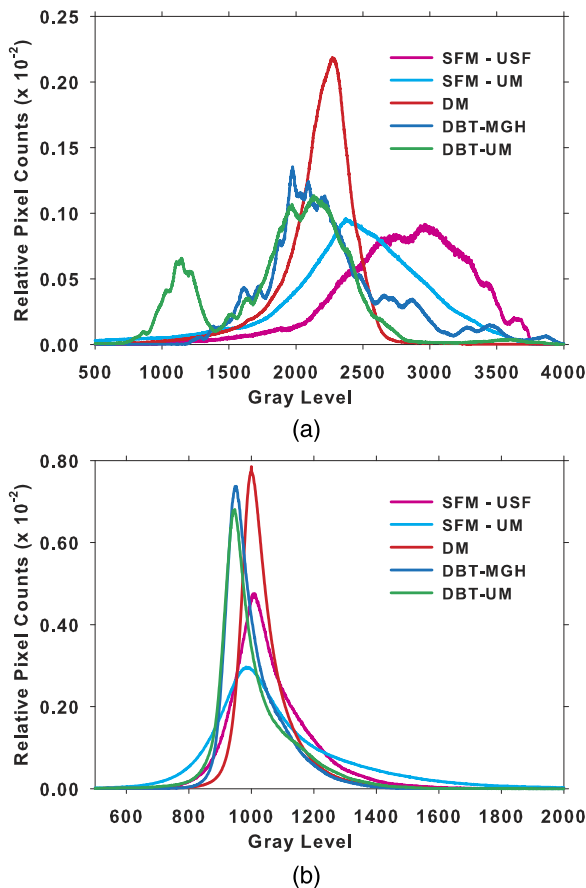 0.25
0.20
0.15
0.10
0.05
0.00
Relative Pixel Counts (x 10-2)
SFM - USF
SFM - UM
DM
DBT-MGH
DBT-UM
500 1000 1500 2000 2500 3000 3500 4000
Gray Level
(a)
0.80
0.60
0.40
0.20
0.00
Relative Pixel Counts (x 10-2)
SFM - USF
SFM - UM
DM
DBT-MGH
DBT-UM
600 800 1000 1200 1400 1600 1800 2000
Gray Level
(b)